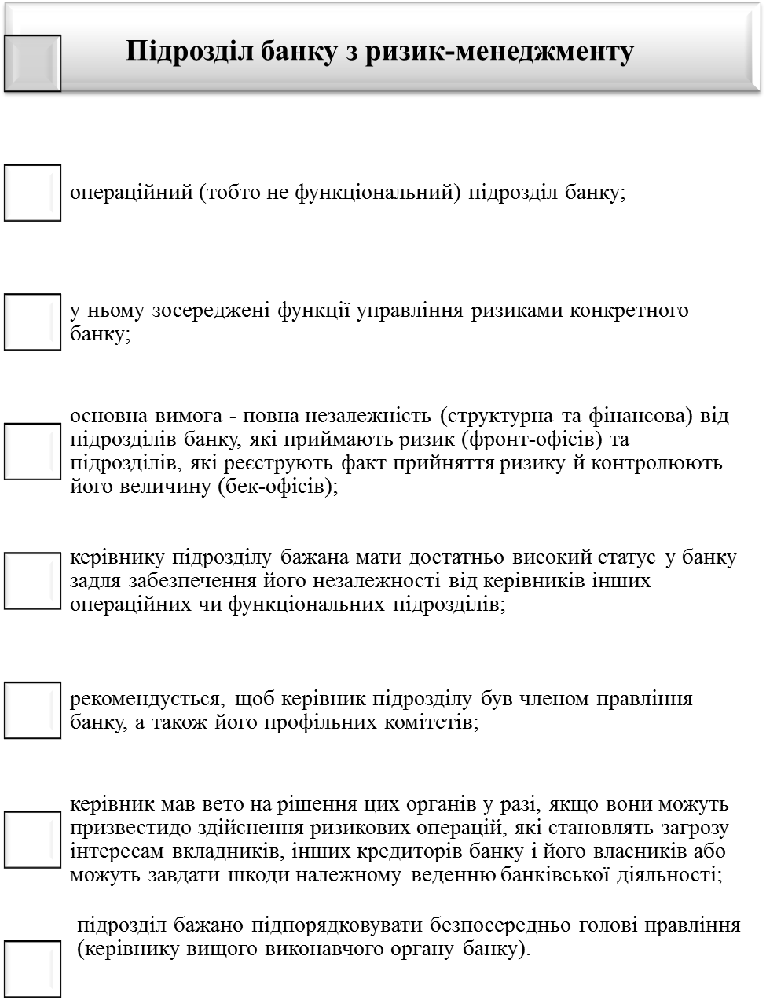 Підрозділ банку з ризик-менеджменту
операційний (тобто не функціональний) підрозділ банку;
у ньому зосереджені функції управління ризиками конкретного
банку;
основна вимога - повна незалежність (структурна та фінансова) від
підрозділів банку, які приймають ризик (фронт-офісів) та
підрозділів, які реєструють факт прийняття ризику й контролюють
його величину (бек-офісів);
керівнику підрозділу бажана мати достатньо високий статус у банку
задля забезпечення його незалежності від керівників інших
операційних чи функціональних підрозділів;
рекомендується, щоб керівник підрозділу був членом правління
банку, а також його профільних комітетів;
керівник мав вето на рішення цих органів у разі, якщо вони можуть
призвестидо здійснення ризикових операцій, які становлять загрозу
інтересам вкладників, інших кредиторів банку і його власників або
можуть завдати шкоди належному веденню банківської діяльності;
підрозділ бажано підпорядковувати безпосередньо голові правління
(керівнику вищого виконавчого органу банку).